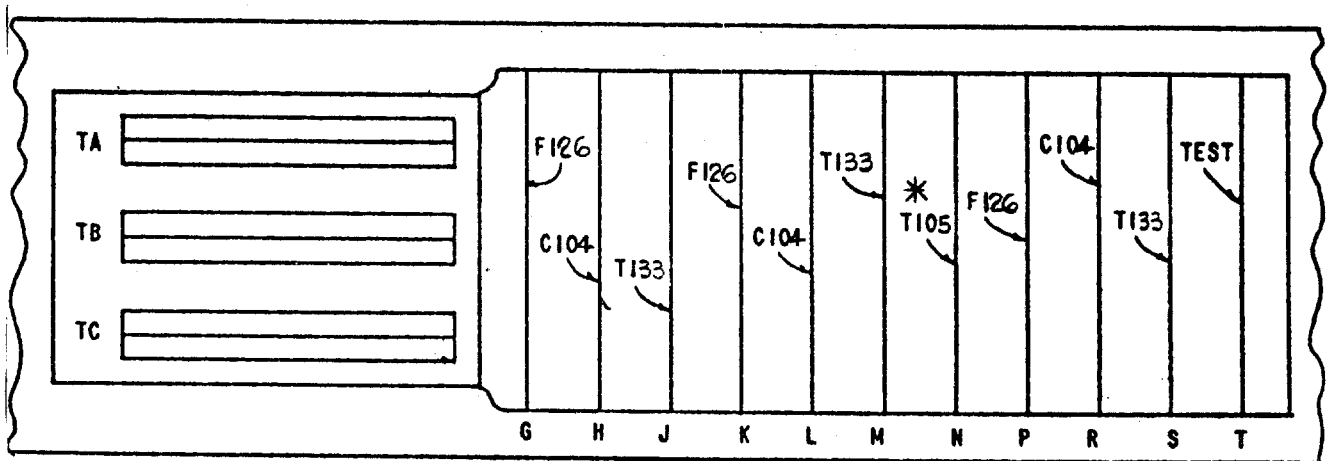 TA
TB
TC
F126
C104
T133
F126
C104
T133
*
T105
F126
C104
T133
TEST
G H J K L M N P R S T